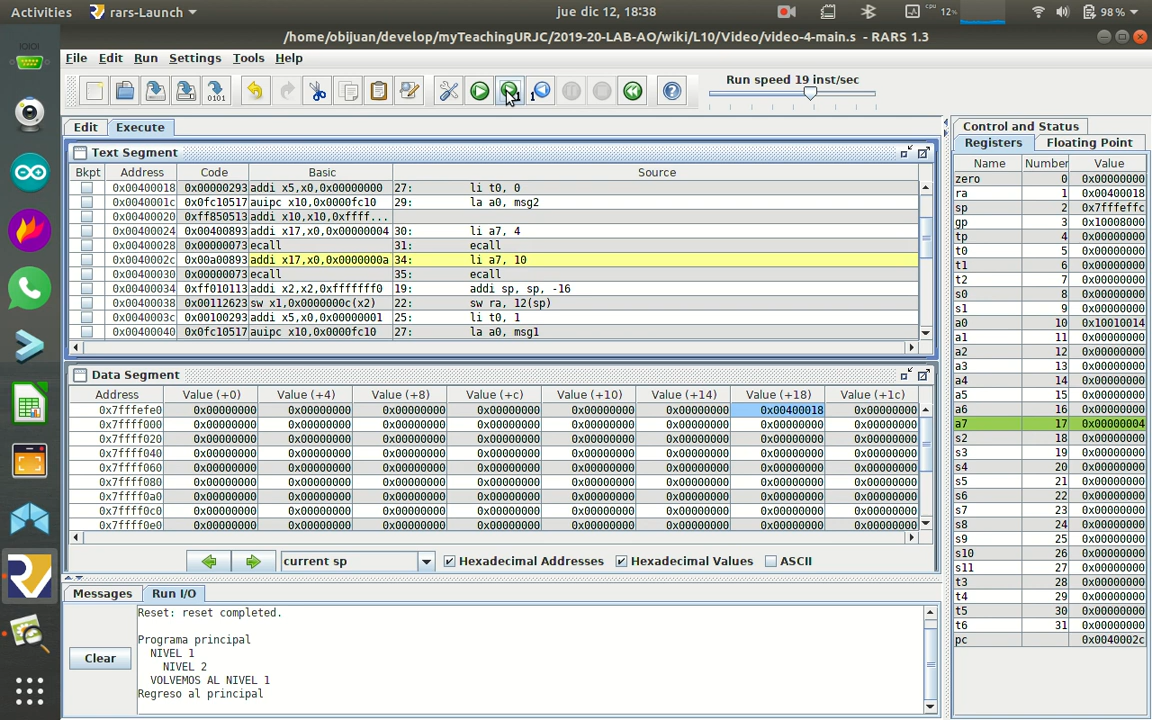 Activities rars-Launch jue dic 12, 18:38 cpu 12% 98%
/home/obijuan/develop/myTeachingURJC/2019-20-LAB-AO/wiki/L10/Video/video-4-main.s - RARS 1.3
File Edit Run Settings Tools Help
Run speed 19 inst/sec
Edit Execute
Text Segment
Bkpt Address Code Basic Source
0x00400018 0x00000293 addi x5,x0,0x00000000 27: li t0, 0
0x0040001c 0x0fc10517 auipc x10,0x0000fc10 29: la a0, msg2
0x00400020 0xff850513 addi x10,x10,0xffff...
0x00400024 0x00400893 addi x17,x0,0x00000004 30: li a7, 4
0x00400028 0x00000073 ecall 31: ecall
0x0040002c 0x00a00893 addi x17,x0,0x0000000a 34: li a7, 10
0x00400030 0x00000073 ecall 35: ecall
0x00400034 0xff010113 addi x2,x2,0xfffffff0 19: addi sp, sp, -16
0x00400038 0x00112623 sw x1,0x0000000c(x2) 22: sw ra, 12(sp)
0x0040003c 0x00100293 addi x5,x0,0x00000001 25: li t0, 1
0x00400040 0x0fc10517 auipc x10,0x0000fc10 27: la a0, msg1
Data Segment
Address Value (+0) Value (+4) Value (+8) Value (+c) Value (+10) Value (+14) Value (+18) Value (+1c)
0x7fffefe0 0x00000000 0x00000000 0x00000000 0x00000000 0x00000000 0x00000000 0x00400018 0x00000000
0x7ffff000 0x00000000 0x00000000 0x00000000 0x00000000 0x00000000 0x00000000 0x00000000 0x00000000
0x7ffff020 0x00000000 0x00000000 0x00000000 0x00000000 0x00000000 0x00000000 0x00000000 0x00000000
0x7ffff040 0x00000000 0x00000000 0x00000000 0x00000000 0x00000000 0x00000000 0x00000000 0x00000000
0x7ffff060 0x00000000 0x00000000 0x00000000 0x00000000 0x00000000 0x00000000 0x00000000 0x00000000
0x7ffff080 0x00000000 0x00000000 0x00000000 0x00000000 0x00000000 0x00000000 0x00000000 0x00000000
0x7ffff0a0 0x00000000 0x00000000 0x00000000 0x00000000 0x00000000 0x00000000 0x00000000 0x00000000
0x7ffff0c0 0x00000000 0x00000000 0x00000000 0x00000000 0x00000000 0x00000000 0x00000000 0x00000000
0x7ffff0e0 0x00000000 0x00000000 0x00000000 0x00000000 0x00000000 0x00000000 0x00000000 0x00000000
current sp Hexadecimal Addresses Hexadecimal Values ASCII
Messages Run I/O
Clear
Reset: reset completed.
Programa principal
NIVEL 1
NIVEL 2
VOLVEMOS AL NIVEL 1
Regreso al principal
Control and Status
Registers Floating Point
Name Number Value
zero 0 0x00000000
ra 1 0x00400018
sp 2 0x7fffeffc
gp 3 0x10008000
tp 4 0x00000000
t0 5 0x00000000
t1 6 0x00000000
t2 7 0x00000000
s0 8 0x00000000
s1 9 0x00000000
a0 10 0x10010014
a1 11 0x00000000
a2 12 0x00000000
a3 13 0x00000000
a4 14 0x00000000
a5 15 0x00000000
a6 16 0x00000000
a7 17 0x00000004
s2 18 0x00000000
s3 19 0x00000000
s4 20 0x00000000
s5 21 0x00000000
s6 22 0x00000000
s7 23 0x00000000
s8 24 0x00000000
s9 25 0x00000000
s10 26 0x00000000
s11 27 0x00000000
t3 28 0x00000000
t4 29 0x00000000
t5 30 0x00000000
t6 31 0x00000000
pc 0x0040002c